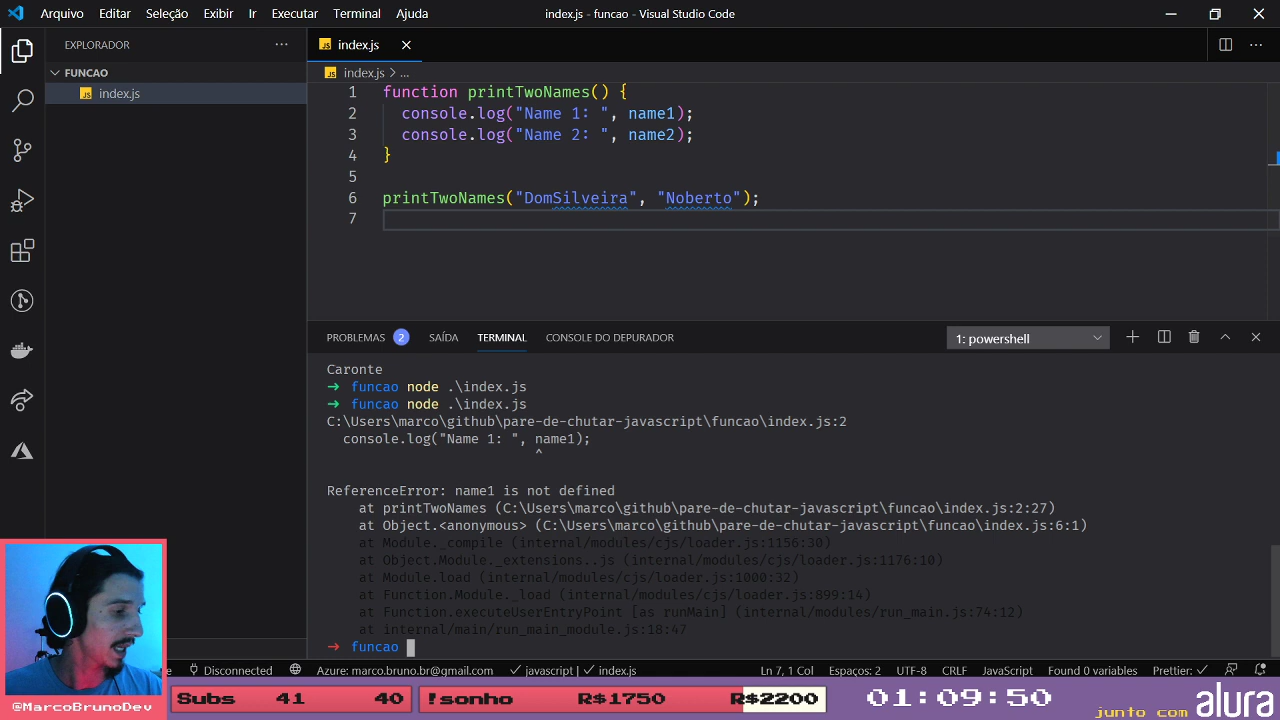 Arquivo Editar Seleção Exibir Ir Executar Terminal Ajuda index.js - funcao - Visual Studio Code
EXPLORADOR
FUNCAO
JS index.js
JS index.js
JS index.js > ...
1 function printTwoNames() {
2 console.log("Name 1: ", name1);
3 console.log("Name 2: ", name2);
4 }
5
6 printTwoNames("DomSilveira", "Noberto");
7
PROBLEMAS 2 SAÍDA TERMINAL CONSOLE DO DEPURADOR 1: powershell
Caronte
➜ funcao node .\index.js
➜ funcao node .\index.js
C:\Users\marco\github\pare-de-chutar-javascript\funcao\index.js:2
console.log("Name 1: ", name1);
^
ReferenceError: name1 is not defined
at printTwoNames (C:\Users\marco\github\pare-de-chutar-javascript\funcao\index.js:2:27)
at Object.<anonymous> (C:\Users\marco\github\pare-de-chutar-javascript\funcao\index.js:6:1)
at Module._compile (internal/modules/cjs/loader.js:1156:30)
at Object.Module._extensions..js (internal/modules/cjs/loader.js:1176:10)
at Module.load (internal/modules/cjs/loader.js:1000:32)
at Function.Module._load (internal/modules/cjs/loader.js:899:14)
at Function.executeUserEntryPoint [as runMain] (internal/modules/run_main.js:74:12)
at internal/main/run_main_module.js:18:47
➜ funcao
Disconnected Azure: marco.bruno.br@gmail.com javascript | index.js Ln 7, Col 1 Espaços: 2 UTF-8 CRLF JavaScript Found 0 variables Prettier: ✓
@MarcoBrunoDev Subs 41 40 !sonho R$1750 R$2200 01:09:50 junto com alura